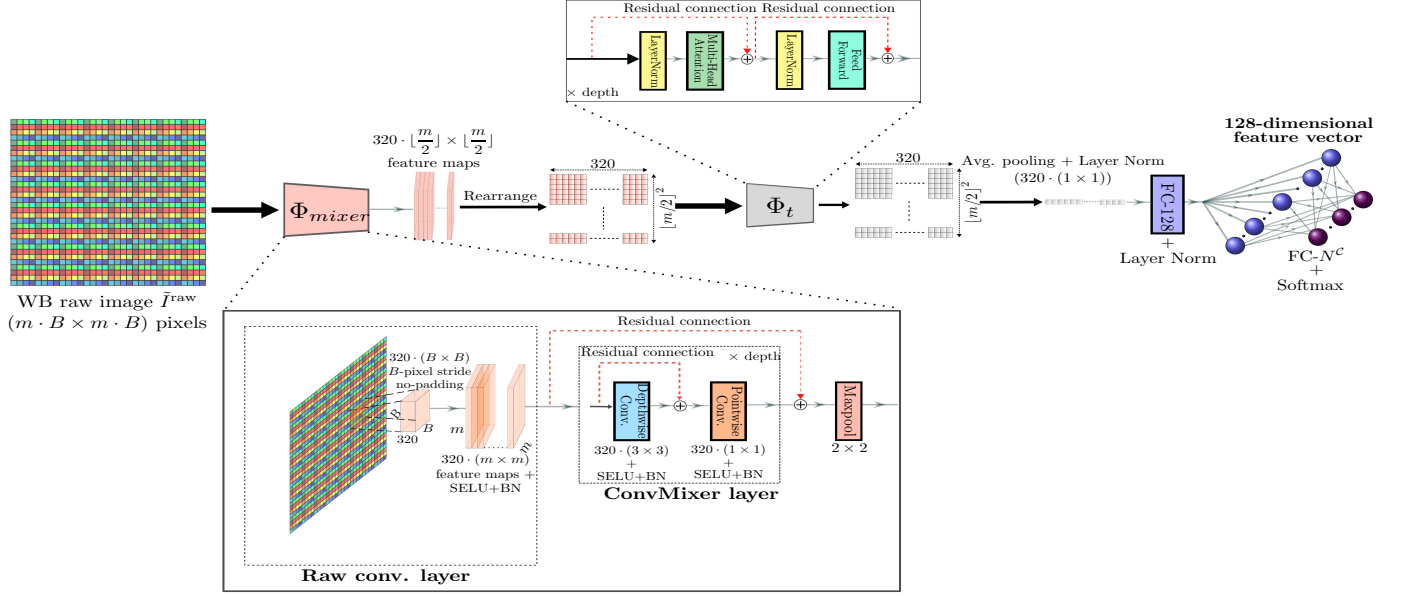 Residual connection Residual connection
LayerNorm
Multi-Head
Attention
LayerNorm
Feed
Forward
× depth
WB raw image Ĩ^raw
(m · B × m · B) pixels
Φ_mixer
320 · ⌊m/2⌋ × ⌊m/2⌋
feature maps
Rearrange
320
⌊m/2⌋²
Φ_t
320
⌊m/2⌋²
Avg. pooling + Layer Norm
(320 · (1 × 1))
FC-128
+
Layer Norm
128-dimensional
feature vector
FC-N^C
+
Softmax
320 · (B × B)
B-pixel stride
no-padding
B
B
320
m
m
320 · (m × m)
feature maps +
SELU+BN
Raw conv. layer
Residual connection
Residual connection
× depth
Depthwise
Conv.
320 · (3 × 3)
+
SELU+BN
Pointwise
Conv.
320 · (1 × 1)
+
SELU+BN
ConvMixer layer
Maxpool
2 × 2